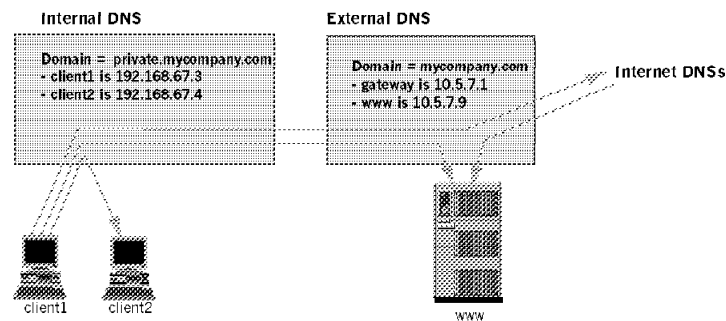 Internal DNS
Domain = private.mycompany.com
- client1 is 192.168.67.3
- client2 is 192.168.67.4
External DNS
Domain = mycompany.com
- gateway is 10.5.7.1
- www is 10.5.7.9
Internet DNSs
client1
client2
www